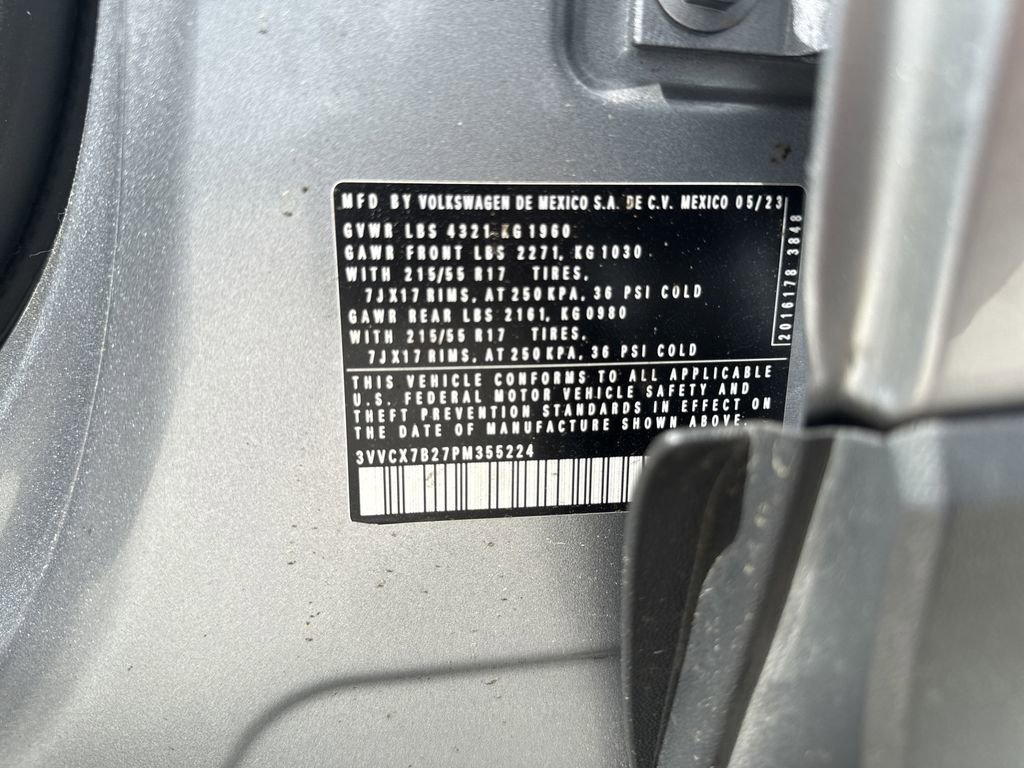 MFD BY VOLKSWAGEN DE MEXICO S.A. DE C.V. MEXICO 05/23
GVWR LBS 4321 KG 1960
GAWR FRONT LBS 2271, KG 1030
WITH 215/55 R17 TIRES,
7JX17 RIMS, AT 250 KPA, 36 PSI COLD
GAWR REAR LBS 2161, KG 0980
WITH 215/55 R17 TIRES,
7JX17 RIMS, AT 250 KPA, 36 PSI COLD
2016178 3848
THIS VEHICLE CONFORMS TO ALL APPLICABLE
U.S. FEDERAL MOTOR VEHICLE SAFETY AND
THEFT PREVENTION STANDARDS IN EFFECT ON
THE DATE OF MANUFACTURE SHOWN ABOVE.
3VVCX7B27PM355224